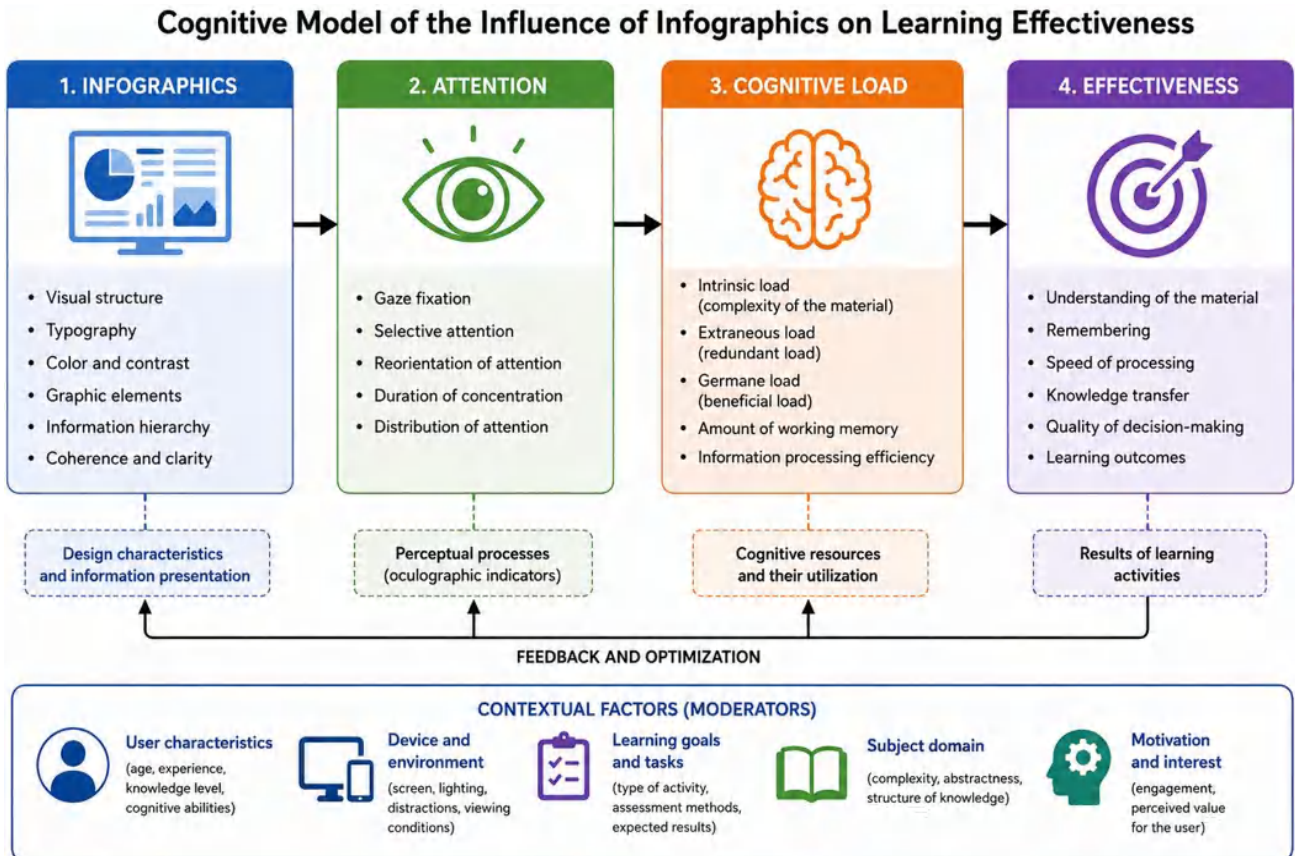 Cognitive Model of the Influence of Infographics on Learning Effectiveness
1. INFOGRAPHICS
• Visual structure
• Typography
• Color and contrast
• Graphic elements
• Information hierarchy
• Coherence and clarity
Design characteristics
and information presentation
2. ATTENTION
• Gaze fixation
• Selective attention
• Reorientation of attention
• Duration of concentration
• Distribution of attention
Perceptual processes
(oculographic indicators)
3. COGNITIVE LOAD
• Intrinsic load
(complexity of the material)
• Extraneous load
(redundant load)
• Germane load
(beneficial load)
• Amount of working memory
• Information processing efficiency
Cognitive resources
and their utilization
4. EFFECTIVENESS
• Understanding of the material
• Remembering
• Speed of processing
• Knowledge transfer
• Quality of decision-making
• Learning outcomes
Results of learning
activities
FEEDBACK AND OPTIMIZATION
CONTEXTUAL FACTORS (MODERATORS)
User characteristics
(age, experience,
knowledge level,
cognitive abilities)
Device and
environment
(screen, lighting,
distractions, viewing
conditions)
Learning goals
and tasks
(type of activity,
assessment methods,
expected results)
Subject domain
(complexity, abstractness,
structure of knowledge)
Motivation
and interest
(engagement,
perceived value
for the user)